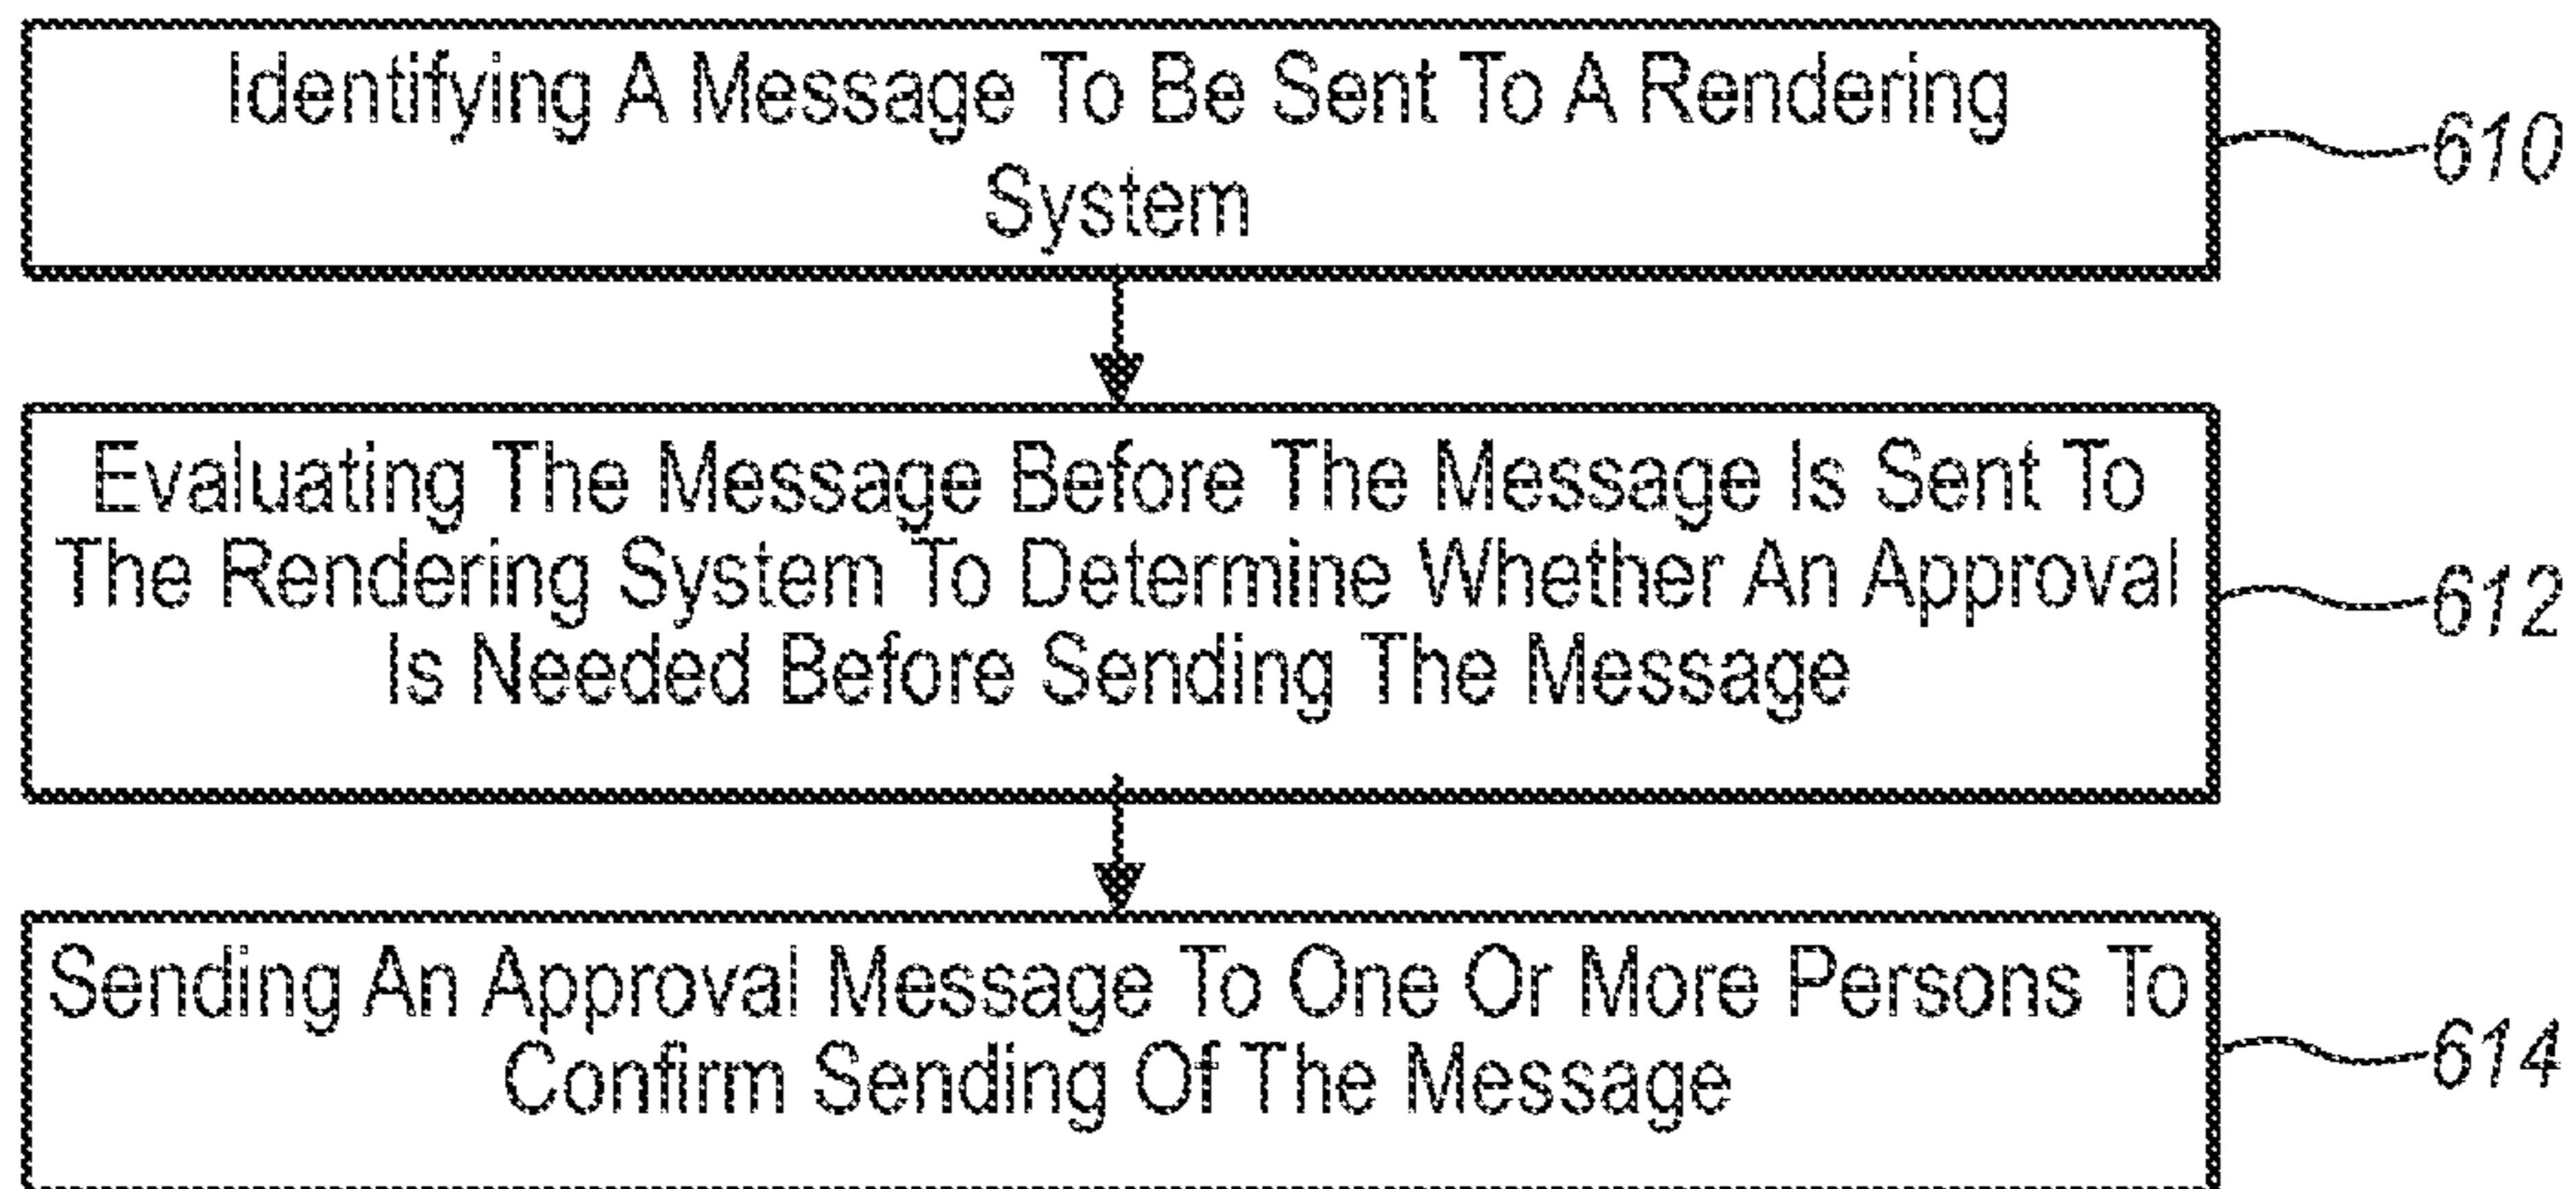 Identifying A Message To Be Sent To A Rendering
System
610
Evaluating The Message Before The Message Is Sent To
The Rendering System To Determine Whether An Approval
Is Needed Before Sending The Message
612
Sending An Approval Message To One Or More Persons To
Confirm Sending Of The Message
614